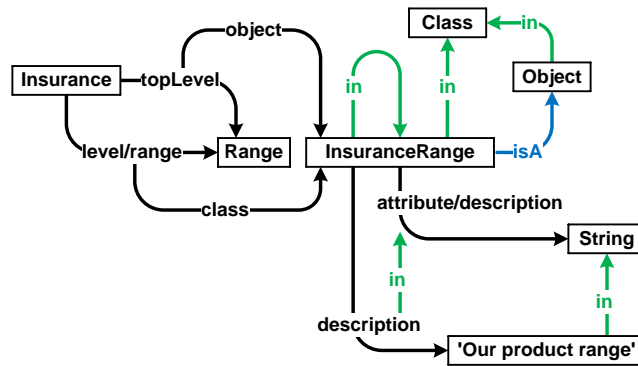 Class
object
in
Insurance
topLevel
Object
in
in
level/range
Range
InsuranceRange
isA
attribute/description
class
String
in
in
description
'Our product range'